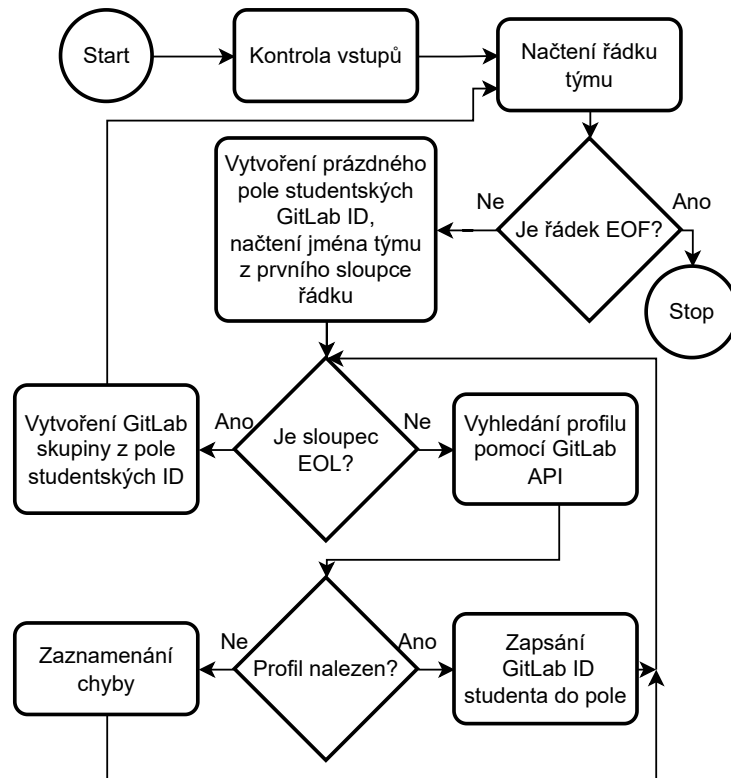 Start
Kontrola vstupů
Načtení řádku
týmu
Vytvoření prázdného
pole studentských
GitLab ID,
načtení jména týmu
z prvního sloupce
řádku
Ne
Je řádek EOF?
Ano
Stop
Vytvoření GitLab
skupiny z pole
studentských ID
Ano
Je sloupec
EOL?
Ne
Vyhledání profilu
pomocí GitLab
API
Zaznamenání
chyby
Ne
Profil nalezen?
Ano
Zapsání
GitLab ID
studenta do pole